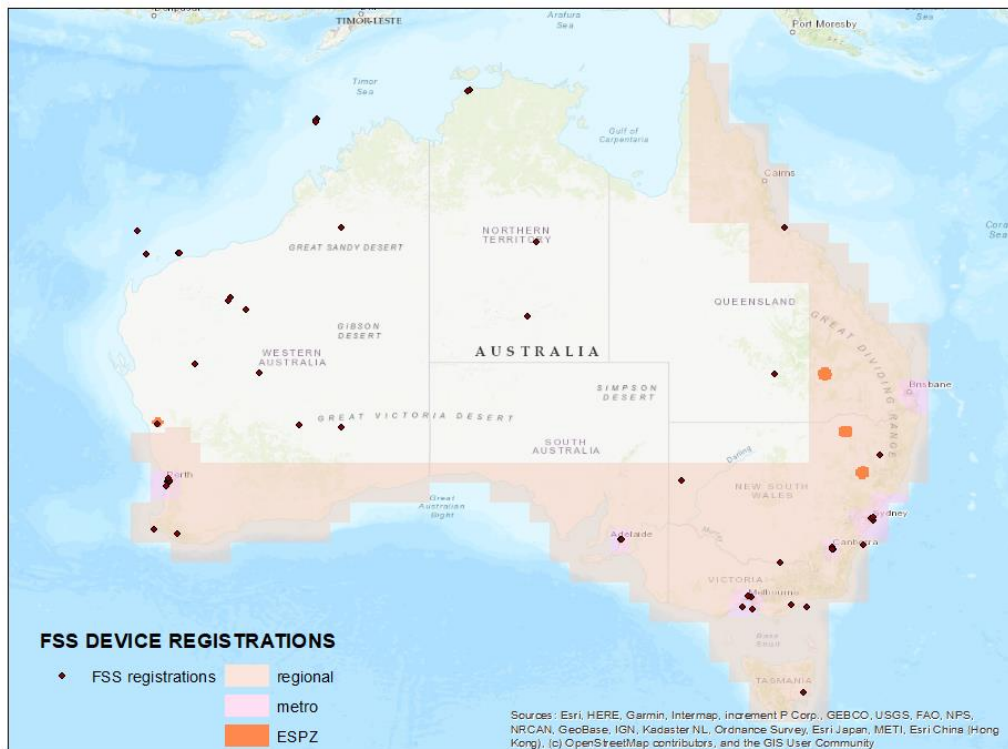 TIMOR-LESTE
Arafura
Sea
Port Moresby
Timor
Sea
Gulf of
Carpentaria
Cairns
NORTHERN
TERRITORY
GREAT SANDY DESERT
QUEENSLAND
GIBSON
DESERT
GREAT DIVIDING RANGE
WESTERN
AUSTRALIA
AUSTRALIA
SIMPSON
DESERT
Brisbane
GREAT VICTORIA DESERT
SOUTH
AUSTRALIA
Darling
Perth
NEW SOUTH
WALES
Great
Australian
Bight
Sydney
Adelaide
Canberra
VICTORIA
Melbourne
Bass
Strait
TASMANIA
FSS DEVICE REGISTRATIONS
FSS registrations
regional
metro
ESPZ
Sources: Esri, HERE, Garmin, Intermap, increment P Corp., GEBCO, USGS, FAO, NPS,
NRCAN, GeoBase, IGN, Kadaster NL, Ordnance Survey, Esri Japan, METI, Esri China (Hong
Kong), (c) OpenStreetMap contributors, and the GIS User Community